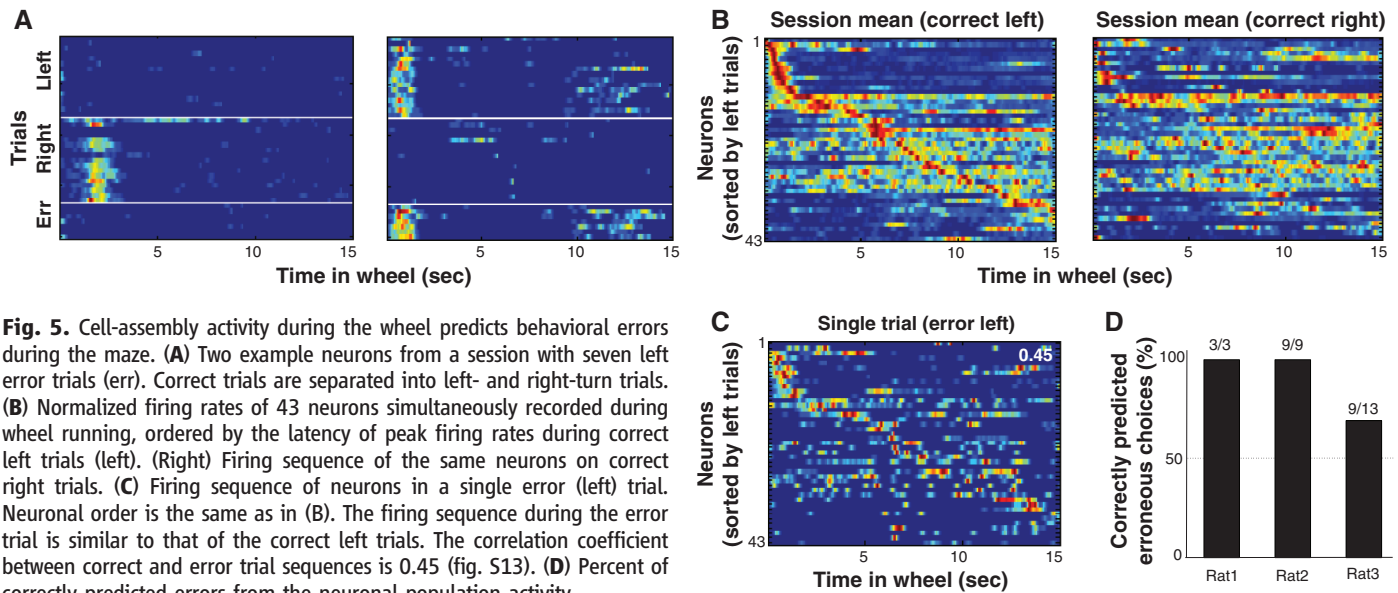 A
Lleft
Right
Err
Trials
5
10
15
5
10
15
Time in wheel (sec)
B
Session mean (correct left)
Session mean (correct right)
1
43
Neurons
(sorted by left trials)
5
10
15
5
10
15
Time in wheel (sec)
Fig. 5. Cell-assembly activity during the wheel predicts behavioral errors
during the maze. (A) Two example neurons from a session with seven left
error trials (err). Correct trials are separated into left- and right-turn trials.
(B) Normalized firing rates of 43 neurons simultaneously recorded during
wheel running, ordered by the latency of peak firing rates during correct
left trials (left). (Right) Firing sequence of the same neurons on correct
right trials. (C) Firing sequence of neurons in a single error (left) trial.
Neuronal order is the same as in (B). The firing sequence during the error
trial is similar to that of the correct left trials. The correlation coefficient
between correct and error trial sequences is 0.45 (fig. S13). (D) Percent of
correctly predicted errors from the neuronal population activity.
C
Single trial (error left)
0.45
1
43
Neurons
(sorted by left trials)
5
10
15
Time in wheel (sec)
D
Correctly predicted
erroneous choices (%)
100
50
0
3/3
9/9
9/13
Rat1
Rat2
Rat3